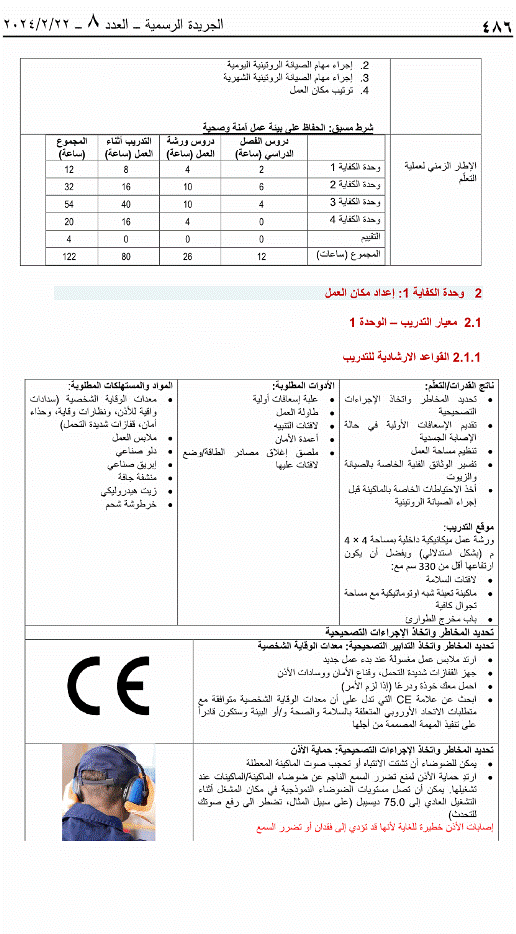 ٤٨٦ الجريدة الرسمية – العدد ٨ – ٢٠٢٤/٢/٢٢
2. إجراء مهام الصيانة الروتينية اليومية
3. إجراء مهام الصيانة الروتينية الشهرية
4. ترتيب مكان العمل
شرط مسبق: الحفاظ على بيئة عمل آمنة وصحية
الإطار الزمني لعملية التعلّم
دروس الفصل الدراسي (ساعة) دروس ورشة العمل (ساعة) التدريب أثناء العمل (ساعة) المجموع (ساعة)
وحدة الكفاية 1 2 4 8 12
وحدة الكفاية 2 6 10 16 32
وحدة الكفاية 3 4 10 40 54
وحدة الكفاية 4 0 4 16 20
التقييم 0 0 0 4
المجموع (ساعات) 12 26 80 122
2 وحدة الكفاية 1: إعداد مكان العمل
2.1 معيار التدريب – الوحدة 1
2.1.1 القواعد الارشادية للتدريب
ناتج القدرات/التعلم:
• تحديد المخاطر واتخاذ الإجراءات
التصحيحية
• تقديم الإسعافات الأولية في حالة
الإصابة الجسدية
• تنظيم مساحة العمل
• تفسير الوثائق الفنية الخاصة بالصيانة
والزيوت
• أخذ الاحتياطات الخاصة بالماكينة قبل
إجراء الصيانة الروتينية
موقع التدريب:
ورشة عمل ميكانيكية داخلية بمساحة 4 × 4
م (بشكل استدلالي) ويفضل أن يكون
ارتفاعها أقل من 330 سم مع:
• لافتات السلامة
• ماكينة تعبئة شبه اوتوماتيكية مع مساحة
تجوال كافية
• باب مخرج الطوارئ
الأدوات المطلوبة:
• علبة إسعافات أولية
• طاولة العمل
• لافتات التنبيه
• أعمدة الأمان
• ملصق إغلاق مصادر الطاقة/وضع
لافتات عليها
المواد والمستهلكات المطلوبة:
• معدات الوقاية الشخصية (سدادات
واقية للأذن، ونظارات وقاية، وحذاء
أمان، قفازات شديدة التحمل)
• ملابس العمل
• دلو صناعي
• إبريق صناعي
• منشفة جافة
• زيت هيدروليكي
• خرطوشة شحم
تحديد المخاطر واتخاذ الإجراءات التصحيحية
تحديد المخاطر واتخاذ التدابير التصحيحية: معدات الوقاية الشخصية
• ارتد ملابس عمل مغسولة عند بدء عمل جديد
• جهز القفازات شديدة التحمل، وقناع الأمان ووسادات الأذن
• احمل معك خوذة ودرعًا (إذا لزم الأمر)
• ابحث عن علامة CE التي تدل على أن معدات الوقاية الشخصية متوافقة مع
متطلبات الاتحاد الأوروبي المتعلقة بالسلامة والصحة و/أو البيئة وستكون قادراً
على تنفيذ المهمة المصممة من أجلها
CE
تحديد المخاطر واتخاذ الإجراءات التصحيحية: حماية الأذن
• يمكن للضوضاء أن تشتت الانتباه أو تحجب صوت الماكينة المعطلة
• ارتدِ حماية الأذن لمنع تضرر السمع الناجم عن ضوضاء الماكينة/الماكينات عند
تشغيلها. يمكن أن تصل مستويات الضوضاء النموذجية في مكان المشغل أثناء
التشغيل العادي إلى 75.0 ديسيبل (على سبيل المثال، تضطر الى رفع صوتك
للتحدث)
إصابات الأذن خطيرة للغاية لأنها قد تؤدي إلى فقدان أو تضرر السمع